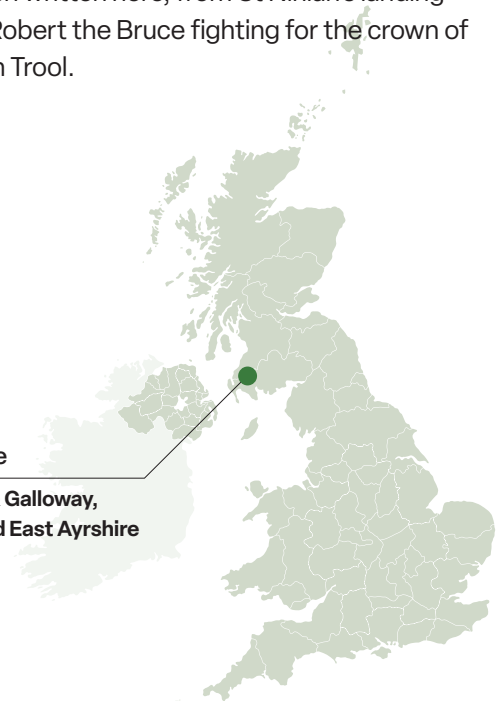 written here, from St Ninian's landing
Robert the Bruce fighting for the crown of
Trool.
Galloway,
East Ayrshire